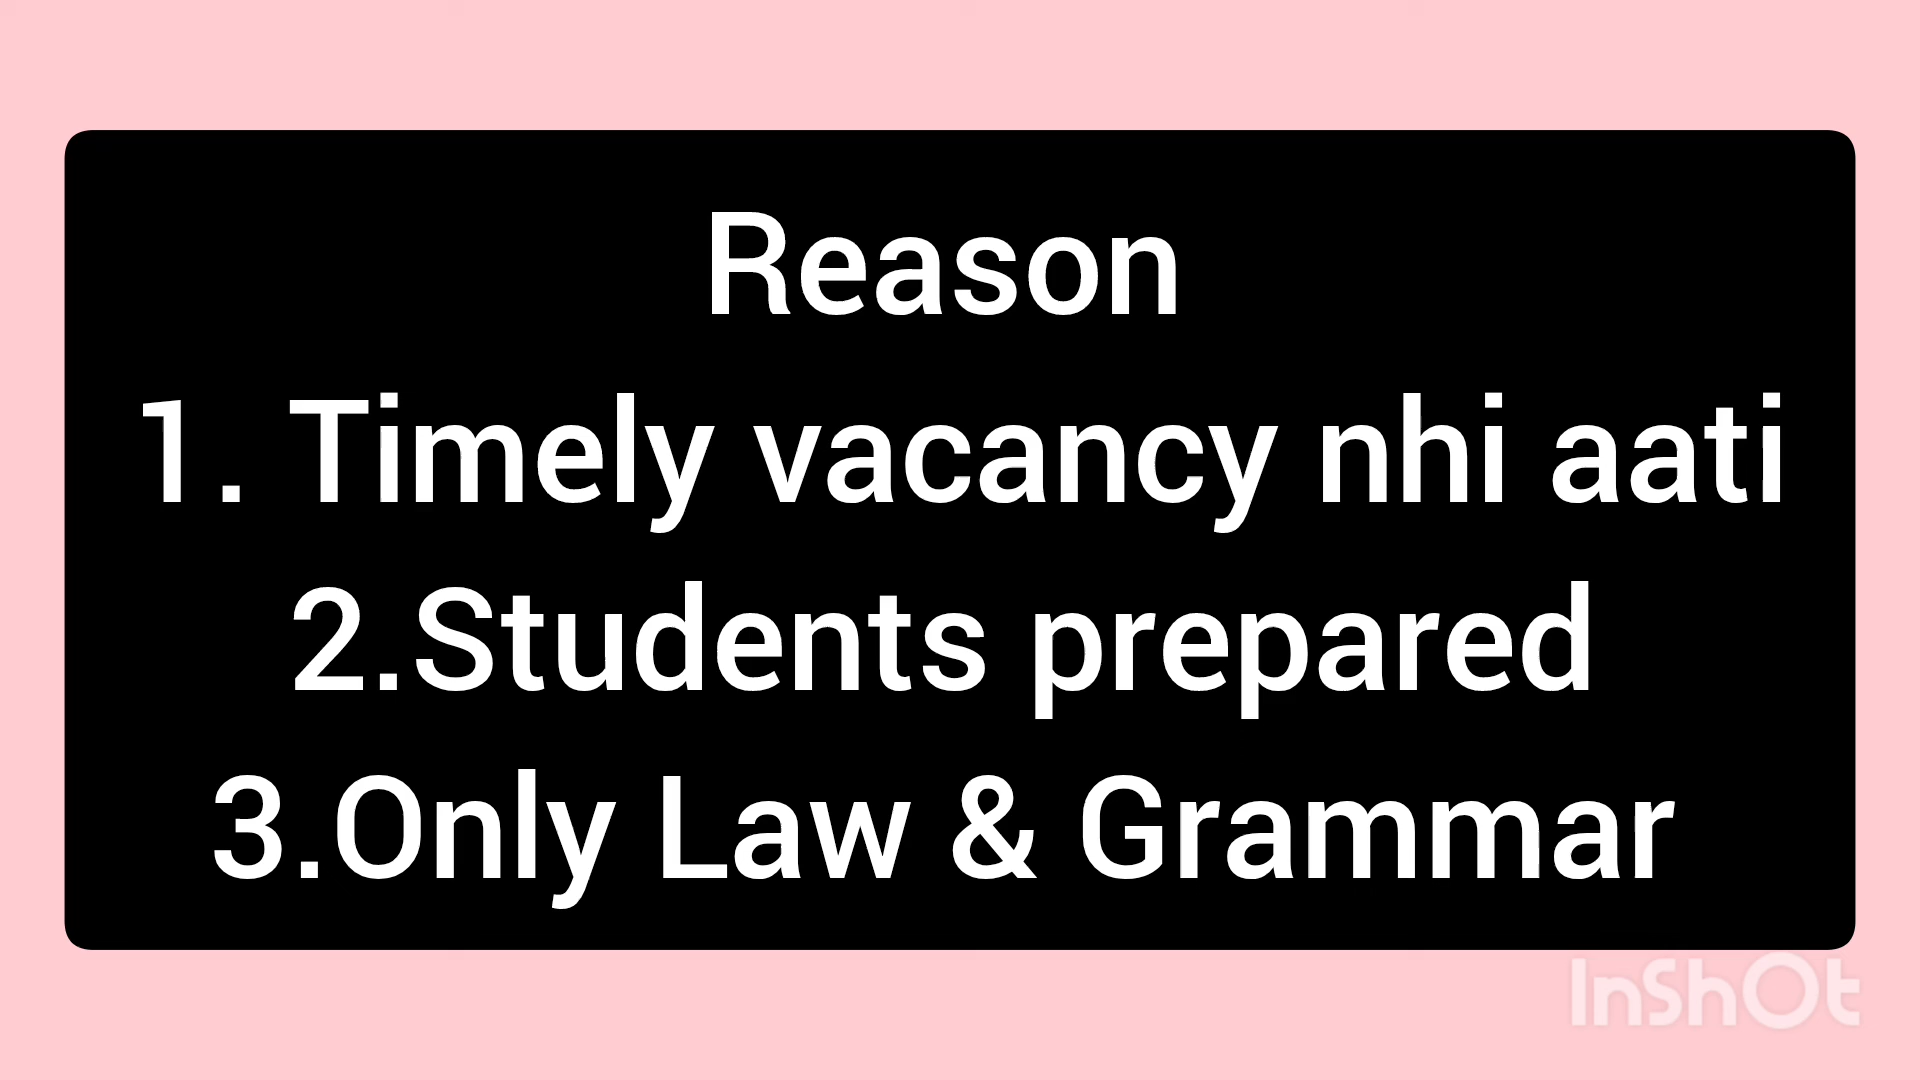 Reason
1. Timely vacancy nhi aati
2.Students prepared
3.Only Law & Grammar
InShOt